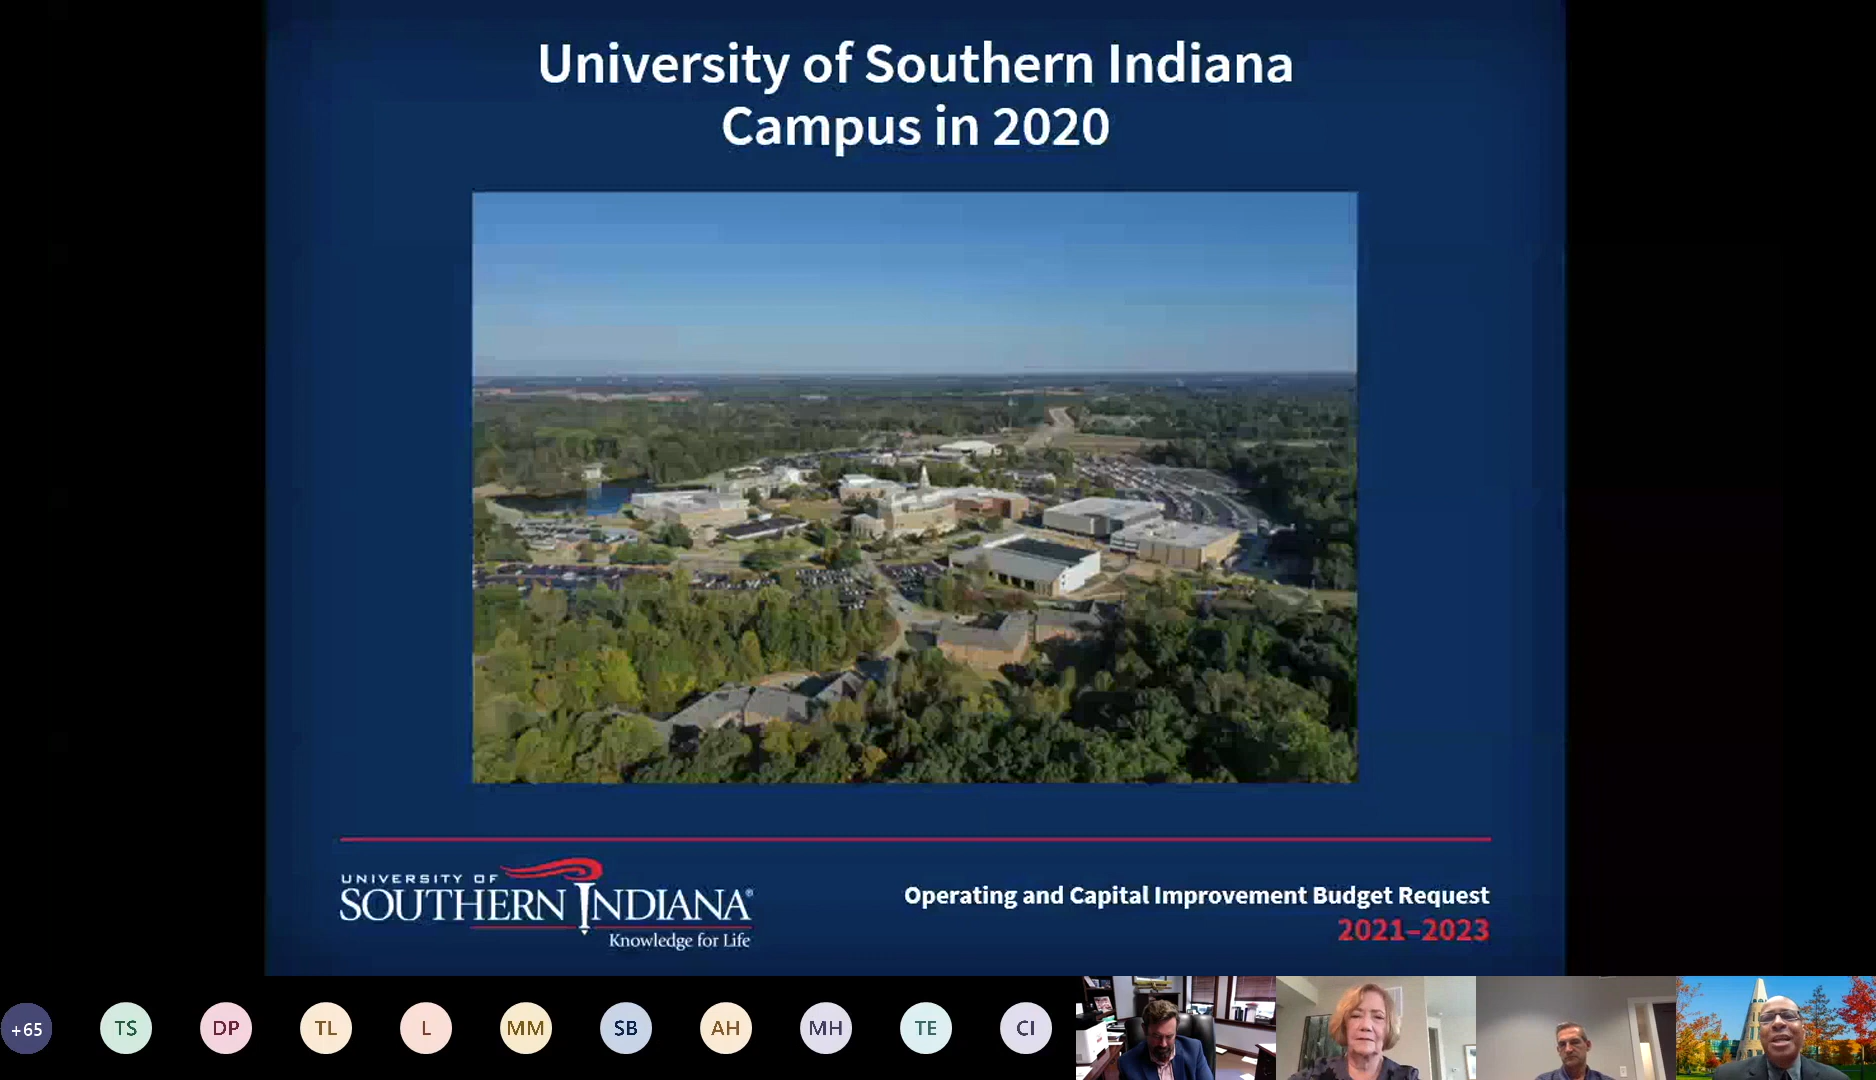 University of Southern Indiana
Campus in 2020
UNIVERSITY OF
SOUTHERN INDIANA®
Knowledge for Life
Operating and Capital Improvement Budget Request
2021–2023
+65
TS
DP
TL
L
MM
SB
AH
MH
TE
CI